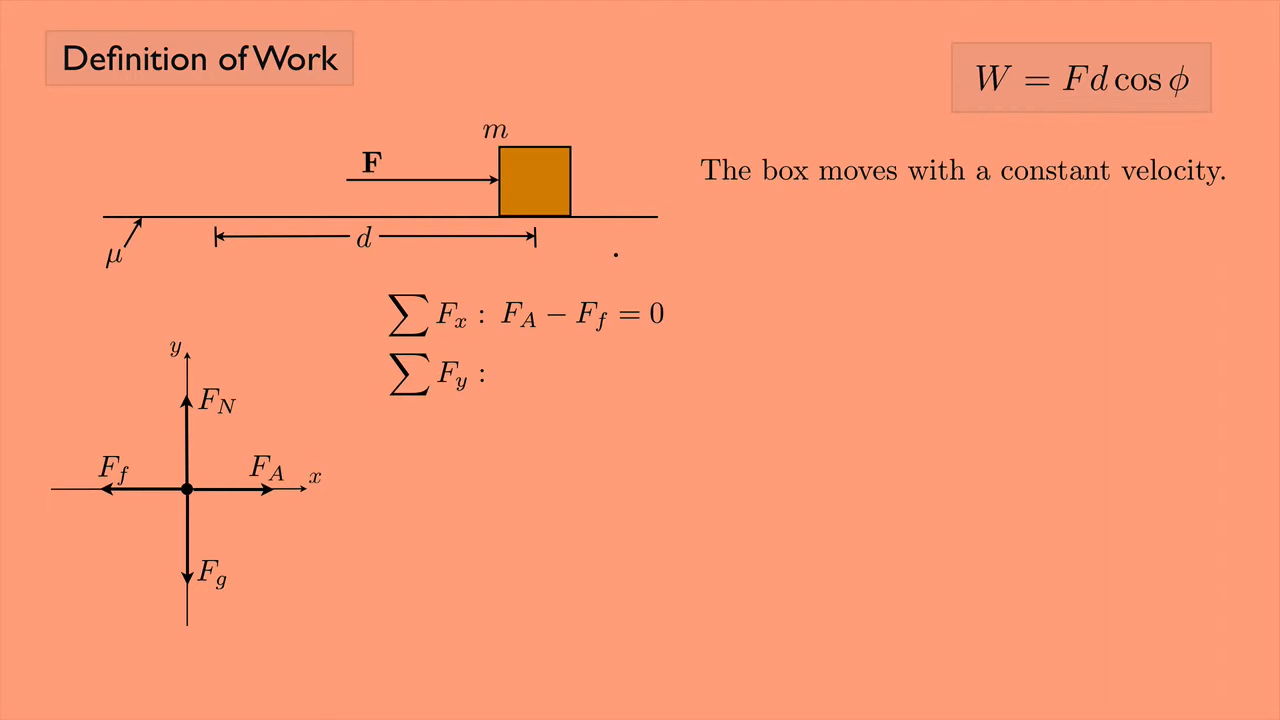 Definition of Work
W = Fd cos ϕ
m
F
The box moves with a constant velocity.
μ
d
∑ F_x : F_A − F_f = 0
∑ F_y :
y
F_N
F_f
F_A
x
F_g